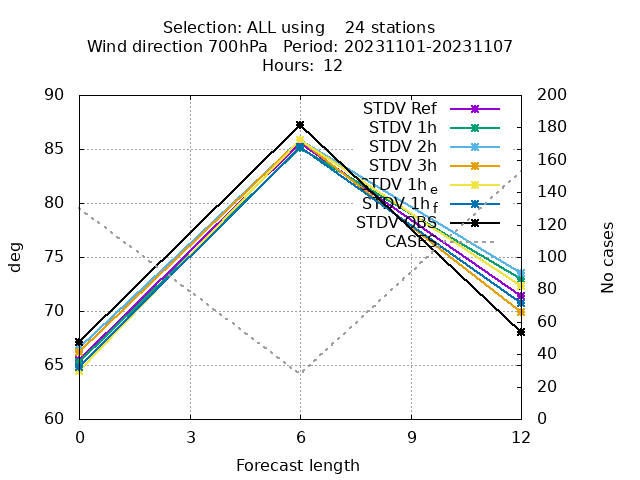 Selection: ALL using 24 stations
Wind direction 700hPa Period: 20231101-20231107
Hours: 12
90
85
80
75
70
65
60
200
180
160
140
120
100
80
60
40
20
0
STDV Ref
STDV 1h
STDV 2h
STDV 3h
STDV 1h e
STDV 1h f
STDV OBS
CASES
deg
No cases
0 3 6 9 12
Forecast length